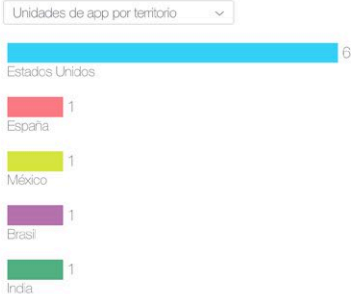 Unidades de app por territorio
6
Estados Unidos
1
España
1
México
1
Brasil
1
India